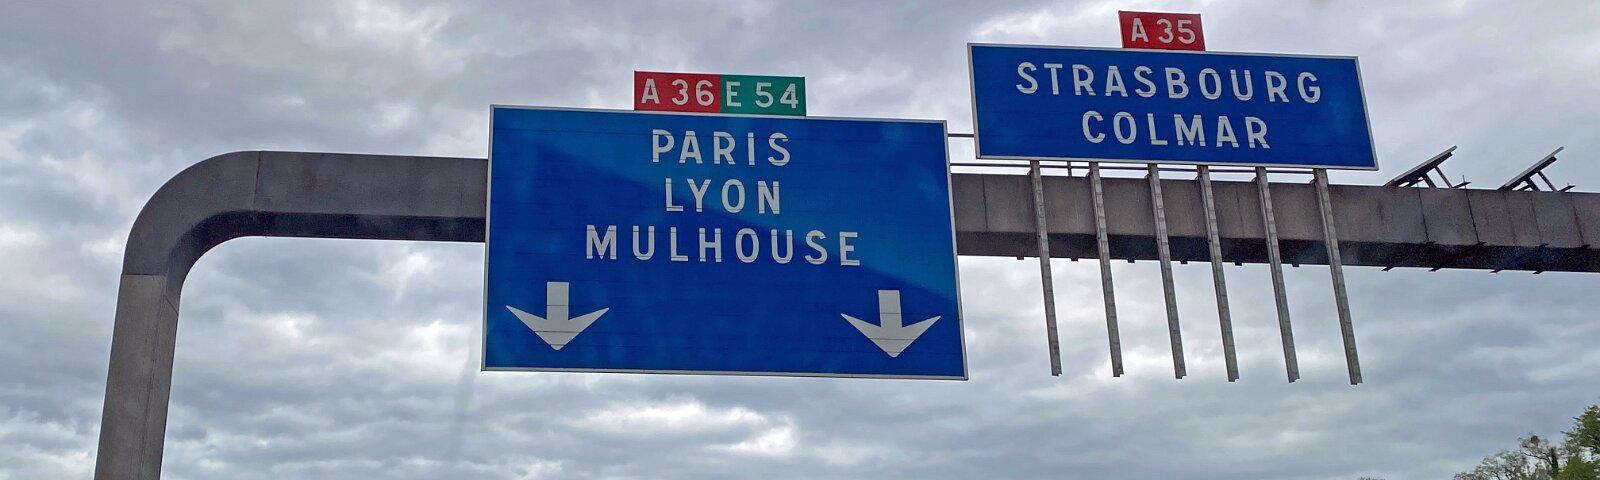 A 36 E 54
PARIS
LYON
MULHOUSE
A 35
STRASBOURG
COLMAR